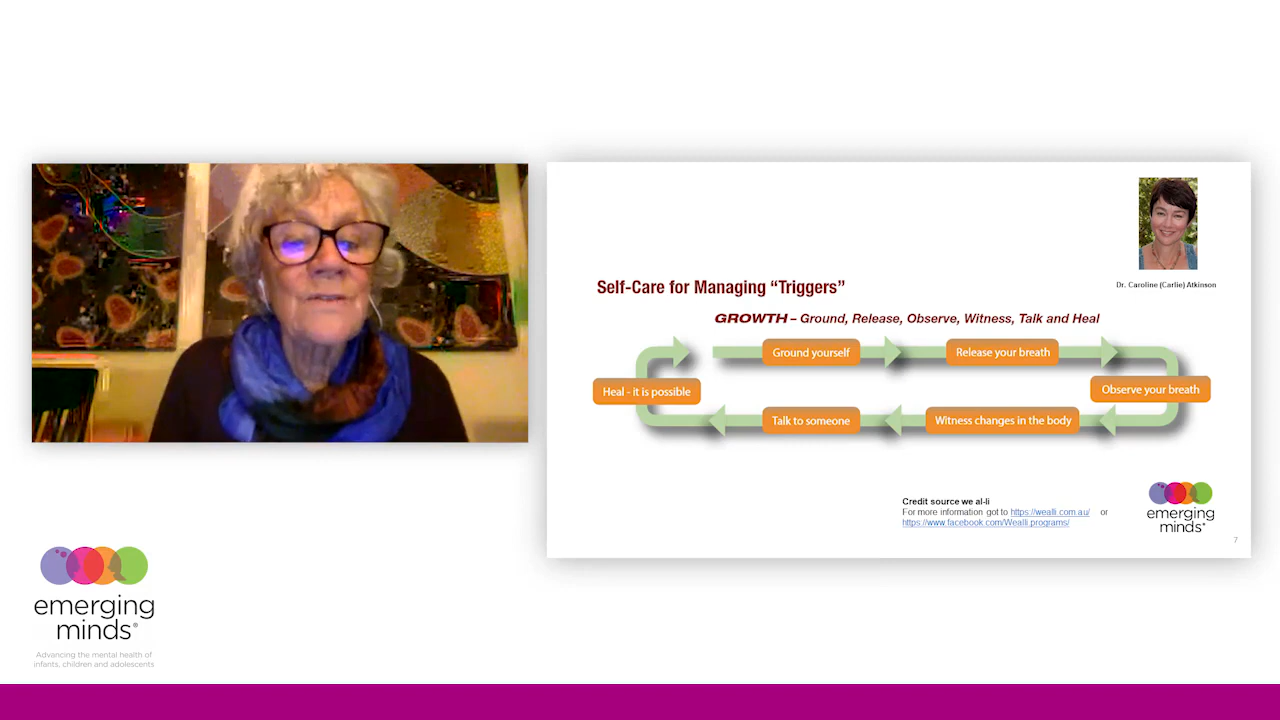 Dr. Caroline (Carlie) Atkinson
Self-Care for Managing “Triggers”
GROWTH – Ground, Release, Observe, Witness, Talk and Heal
Ground yourself
Release your breath
Observe your breath
Witness changes in the body
Talk to someone
Heal - it is possible
Credit source we al-li
For more information got to https://wealli.com.au/ or
https://www.facebook.com/Wealli.programs/
emerging
minds®
7
emerging
minds®
Advancing the mental health of
infants, children and adolescents